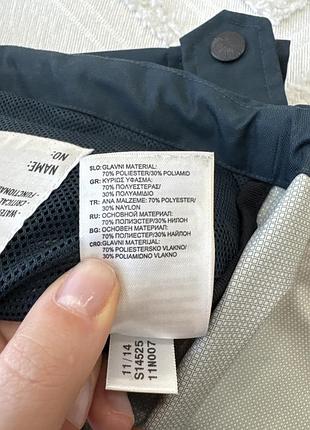 SLO: GLAVNI MATERIAL:
70% POLIESTER/30% POLIAMID
GR: ΚΥΡΙΩΣ ΥΦΑΣΜΑ:
70% ΠΟΛΥΕΣΤΕΡΑΣ/
30% ΠΟΛΥΑΜΙΔΙΟ
TR: ANA MALZEME: 70% POLYESTER/
30% NAYLON
RU: ОСНОВНОЙ МАТЕРИАЛ:
70% ПОЛИЭСТЕР/30% НЕЙЛОН
BG: ОСНОВЕН МАТЕРИАЛ:
70% ПОЛИЕСТЕР/30% НАЙЛОН
CRO: GLAVNI MATERIJAL:
70% POLIESTERSKO VLAKNO/
30% POLIAMIDNO VLAKNO
11/14
S14525
11N007
NAME:
NO: